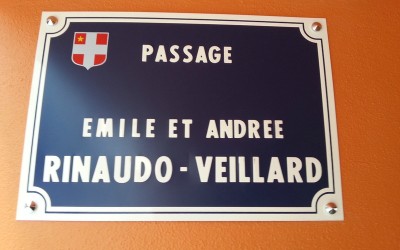 PASSAGE
EMILE ET ANDREE
RINAUDO - VEILLARD